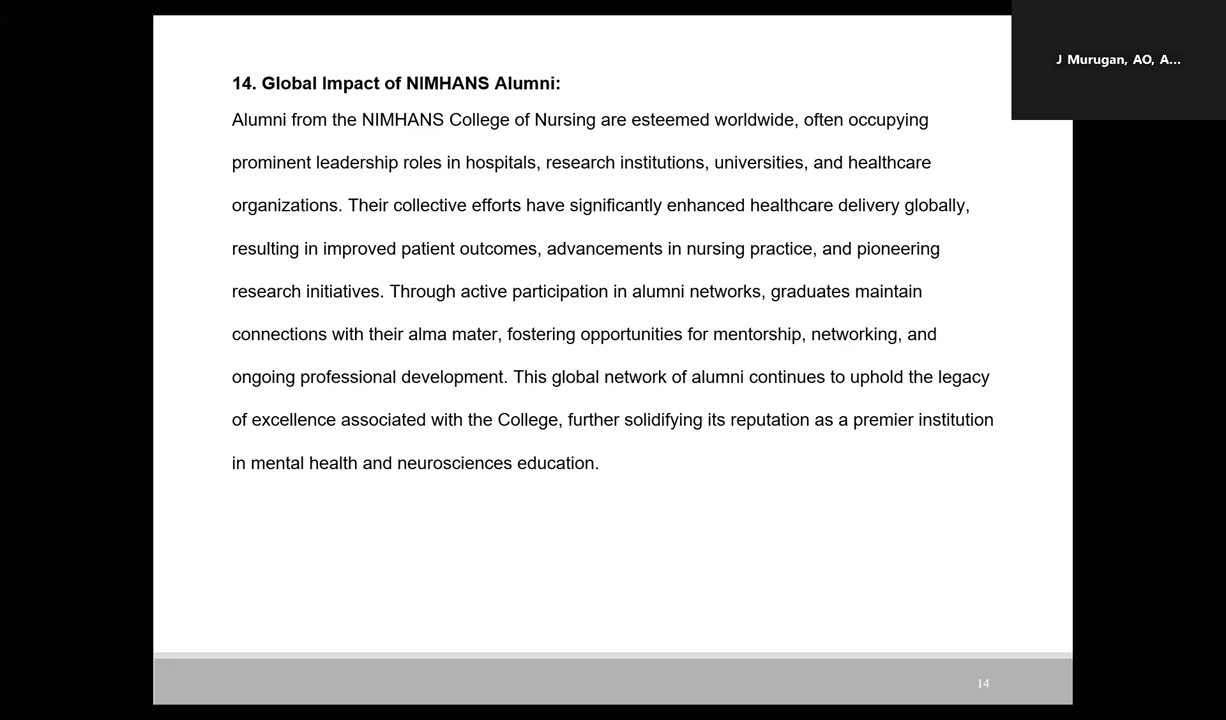 J Murugan, AO, A...
14. Global Impact of NIMHANS Alumni:
Alumni from the NIMHANS College of Nursing are esteemed worldwide, often occupying
prominent leadership roles in hospitals, research institutions, universities, and healthcare
organizations. Their collective efforts have significantly enhanced healthcare delivery globally,
resulting in improved patient outcomes, advancements in nursing practice, and pioneering
research initiatives. Through active participation in alumni networks, graduates maintain
connections with their alma mater, fostering opportunities for mentorship, networking, and
ongoing professional development. This global network of alumni continues to uphold the legacy
of excellence associated with the College, further solidifying its reputation as a premier institution
in mental health and neurosciences education.
14